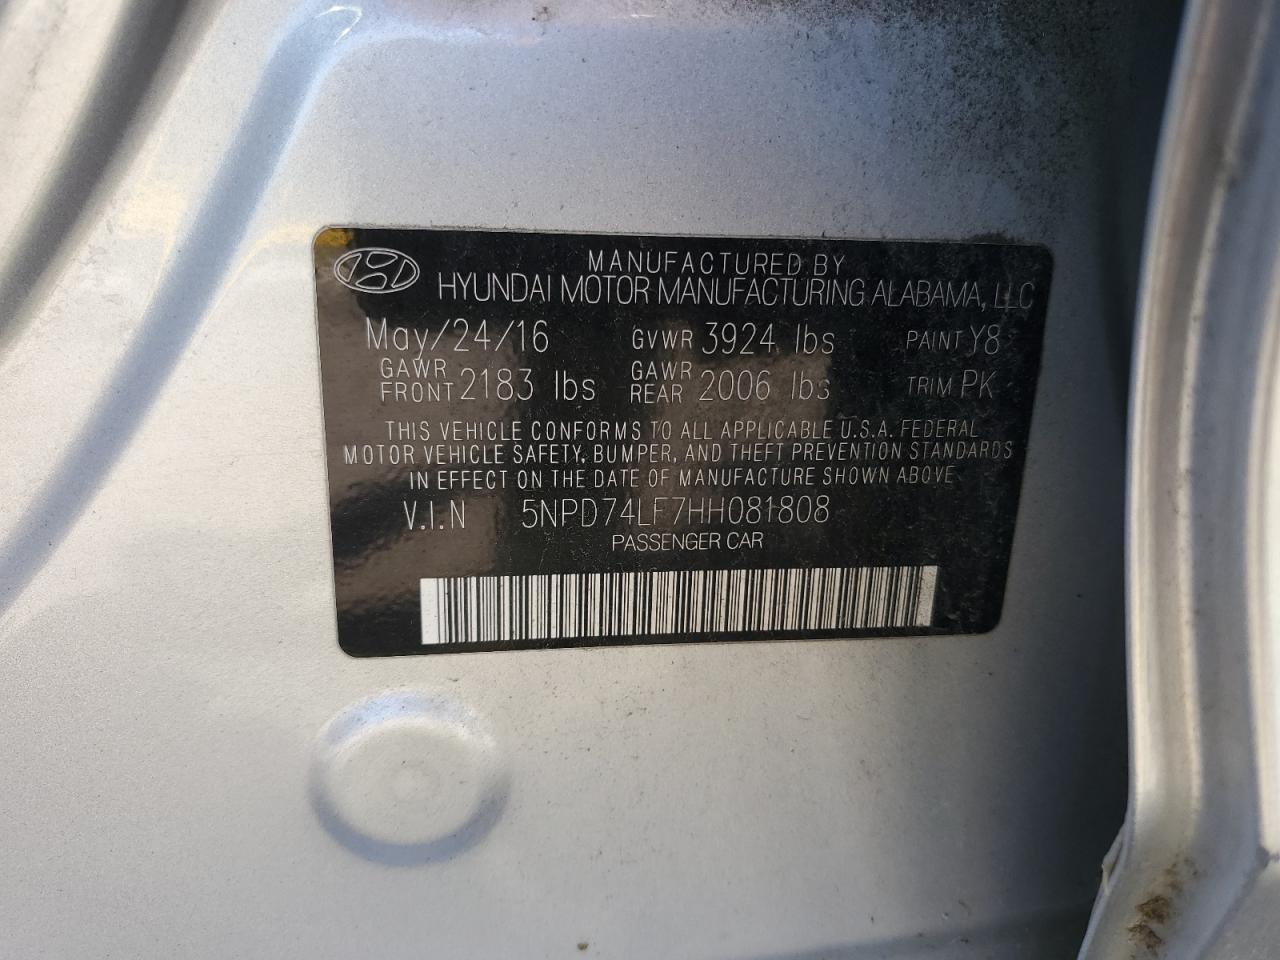 MANUFACTURED BY
HYUNDAI MOTOR MANUFACTURING ALABAMA, LLC
May/24/16 GVWR 3924 lbs PAINT Y8
GAWR FRONT 2183 lbs GAWR REAR 2006 lbs TRIM PK
THIS VEHICLE CONFORMS TO ALL APPLICABLE U.S.A. FEDERAL
MOTOR VEHICLE SAFETY, BUMPER, AND THEFT PREVENTION STANDARDS
IN EFFECT ON THE DATE OF MANUFACTURE SHOWN ABOVE
V.I.N 5NPD74LF7HH081808
PASSENGER CAR